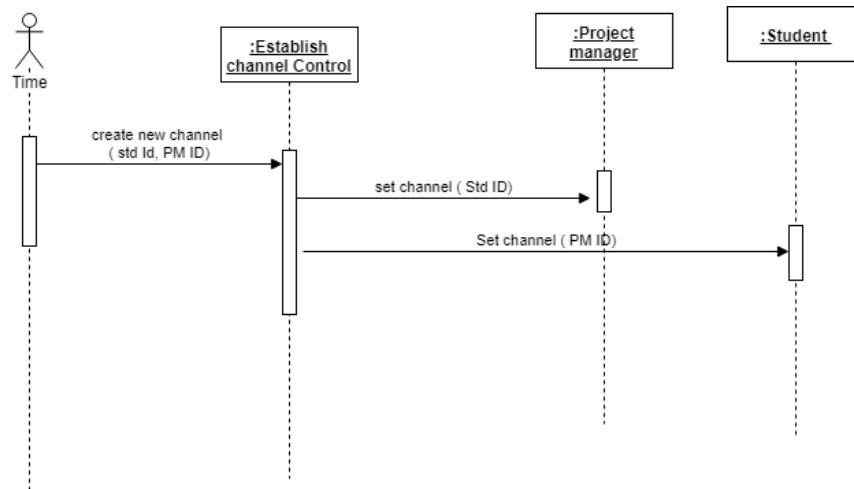 Time
:Establish
channel Control
:Project
manager
:Student
create new channel
( std Id, PM ID)
set channel ( Std ID)
Set channel ( PM ID)